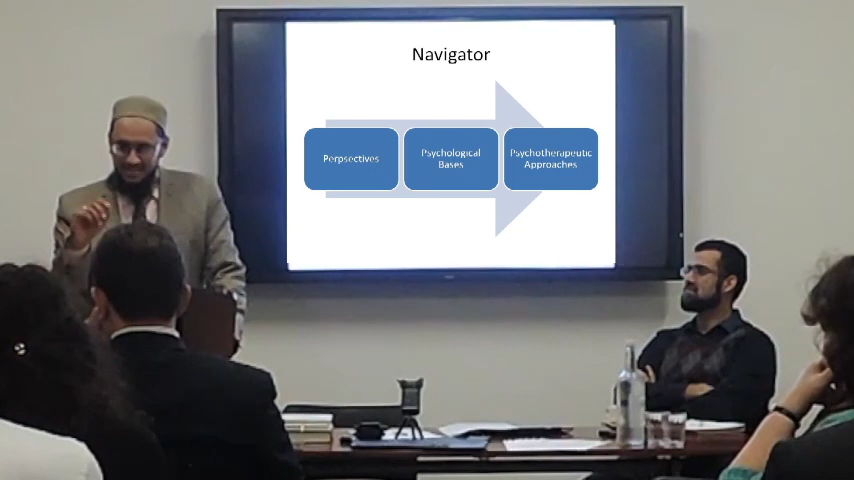 Navigator
Perpsectives
Psychological
Bases
Psychotherapeutic
Approaches